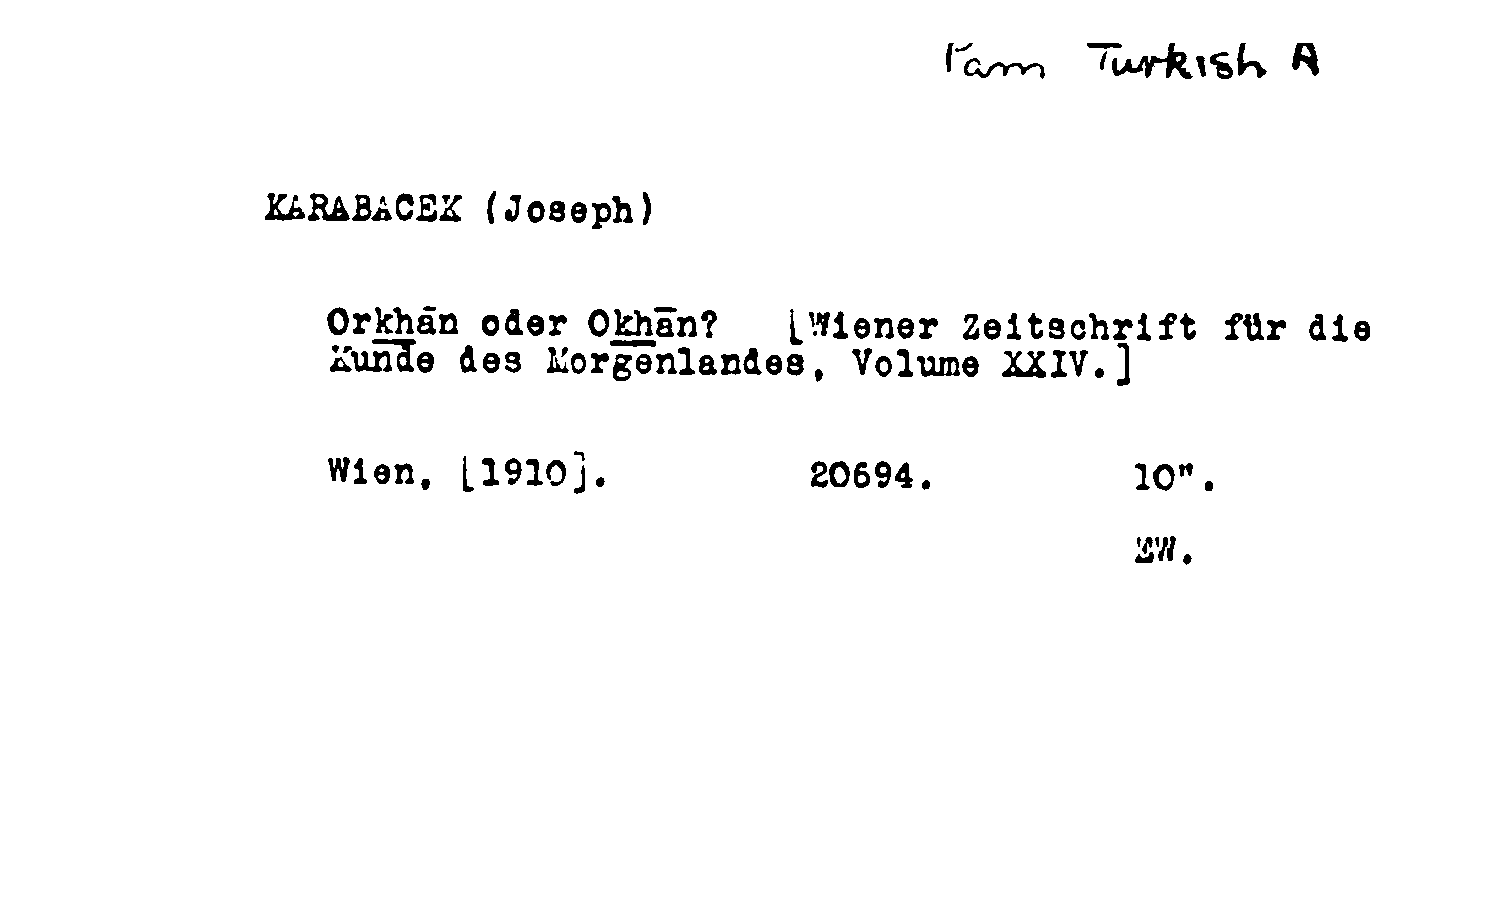 Pam Turkish A
KARABACEK (Joseph)
Orkhān oder Okhān? [Wiener Zeitschrift für die
Kunde des Morgenlandes, Volume XXIV.]
Wien, [1910]. 20694. 10".
EW.